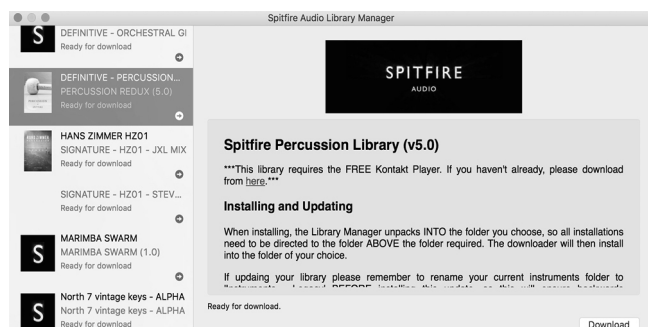 Spitfire Audio Library Manager
S
DEFINITIVE - ORCHESTRAL GI
Ready for download
DEFINITIVE - PERCUSSION...
PERCUSSION REDUX (5.0)
Ready for download
HANS ZIMMER HZ01
SIGNATURE - HZ01 - JXL MIX
Ready for download
SIGNATURE - HZ01 - STEV...
Ready for download
S
MARIMBA SWARM
MARIMBA SWARM (1.0)
Ready for download
S
North 7 vintage keys - ALPHA
North 7 vintage keys - ALPHA
Ready for download
SPITFIRE
AUDIO
Spitfire Percussion Library (v5.0)
***This library requires the FREE Kontakt Player. If you haven't already, please download
from here.***
Installing and Updating
When installing, the Library Manager unpacks INTO the folder you choose, so all installations
need to be directed to the folder ABOVE the folder required. The downloader will then install
into the folder of your choice.
If updaing your library please remember to rename your current instruments folder to
BEFORE installing this update, so this will ensure backwards
Ready for download.
Download